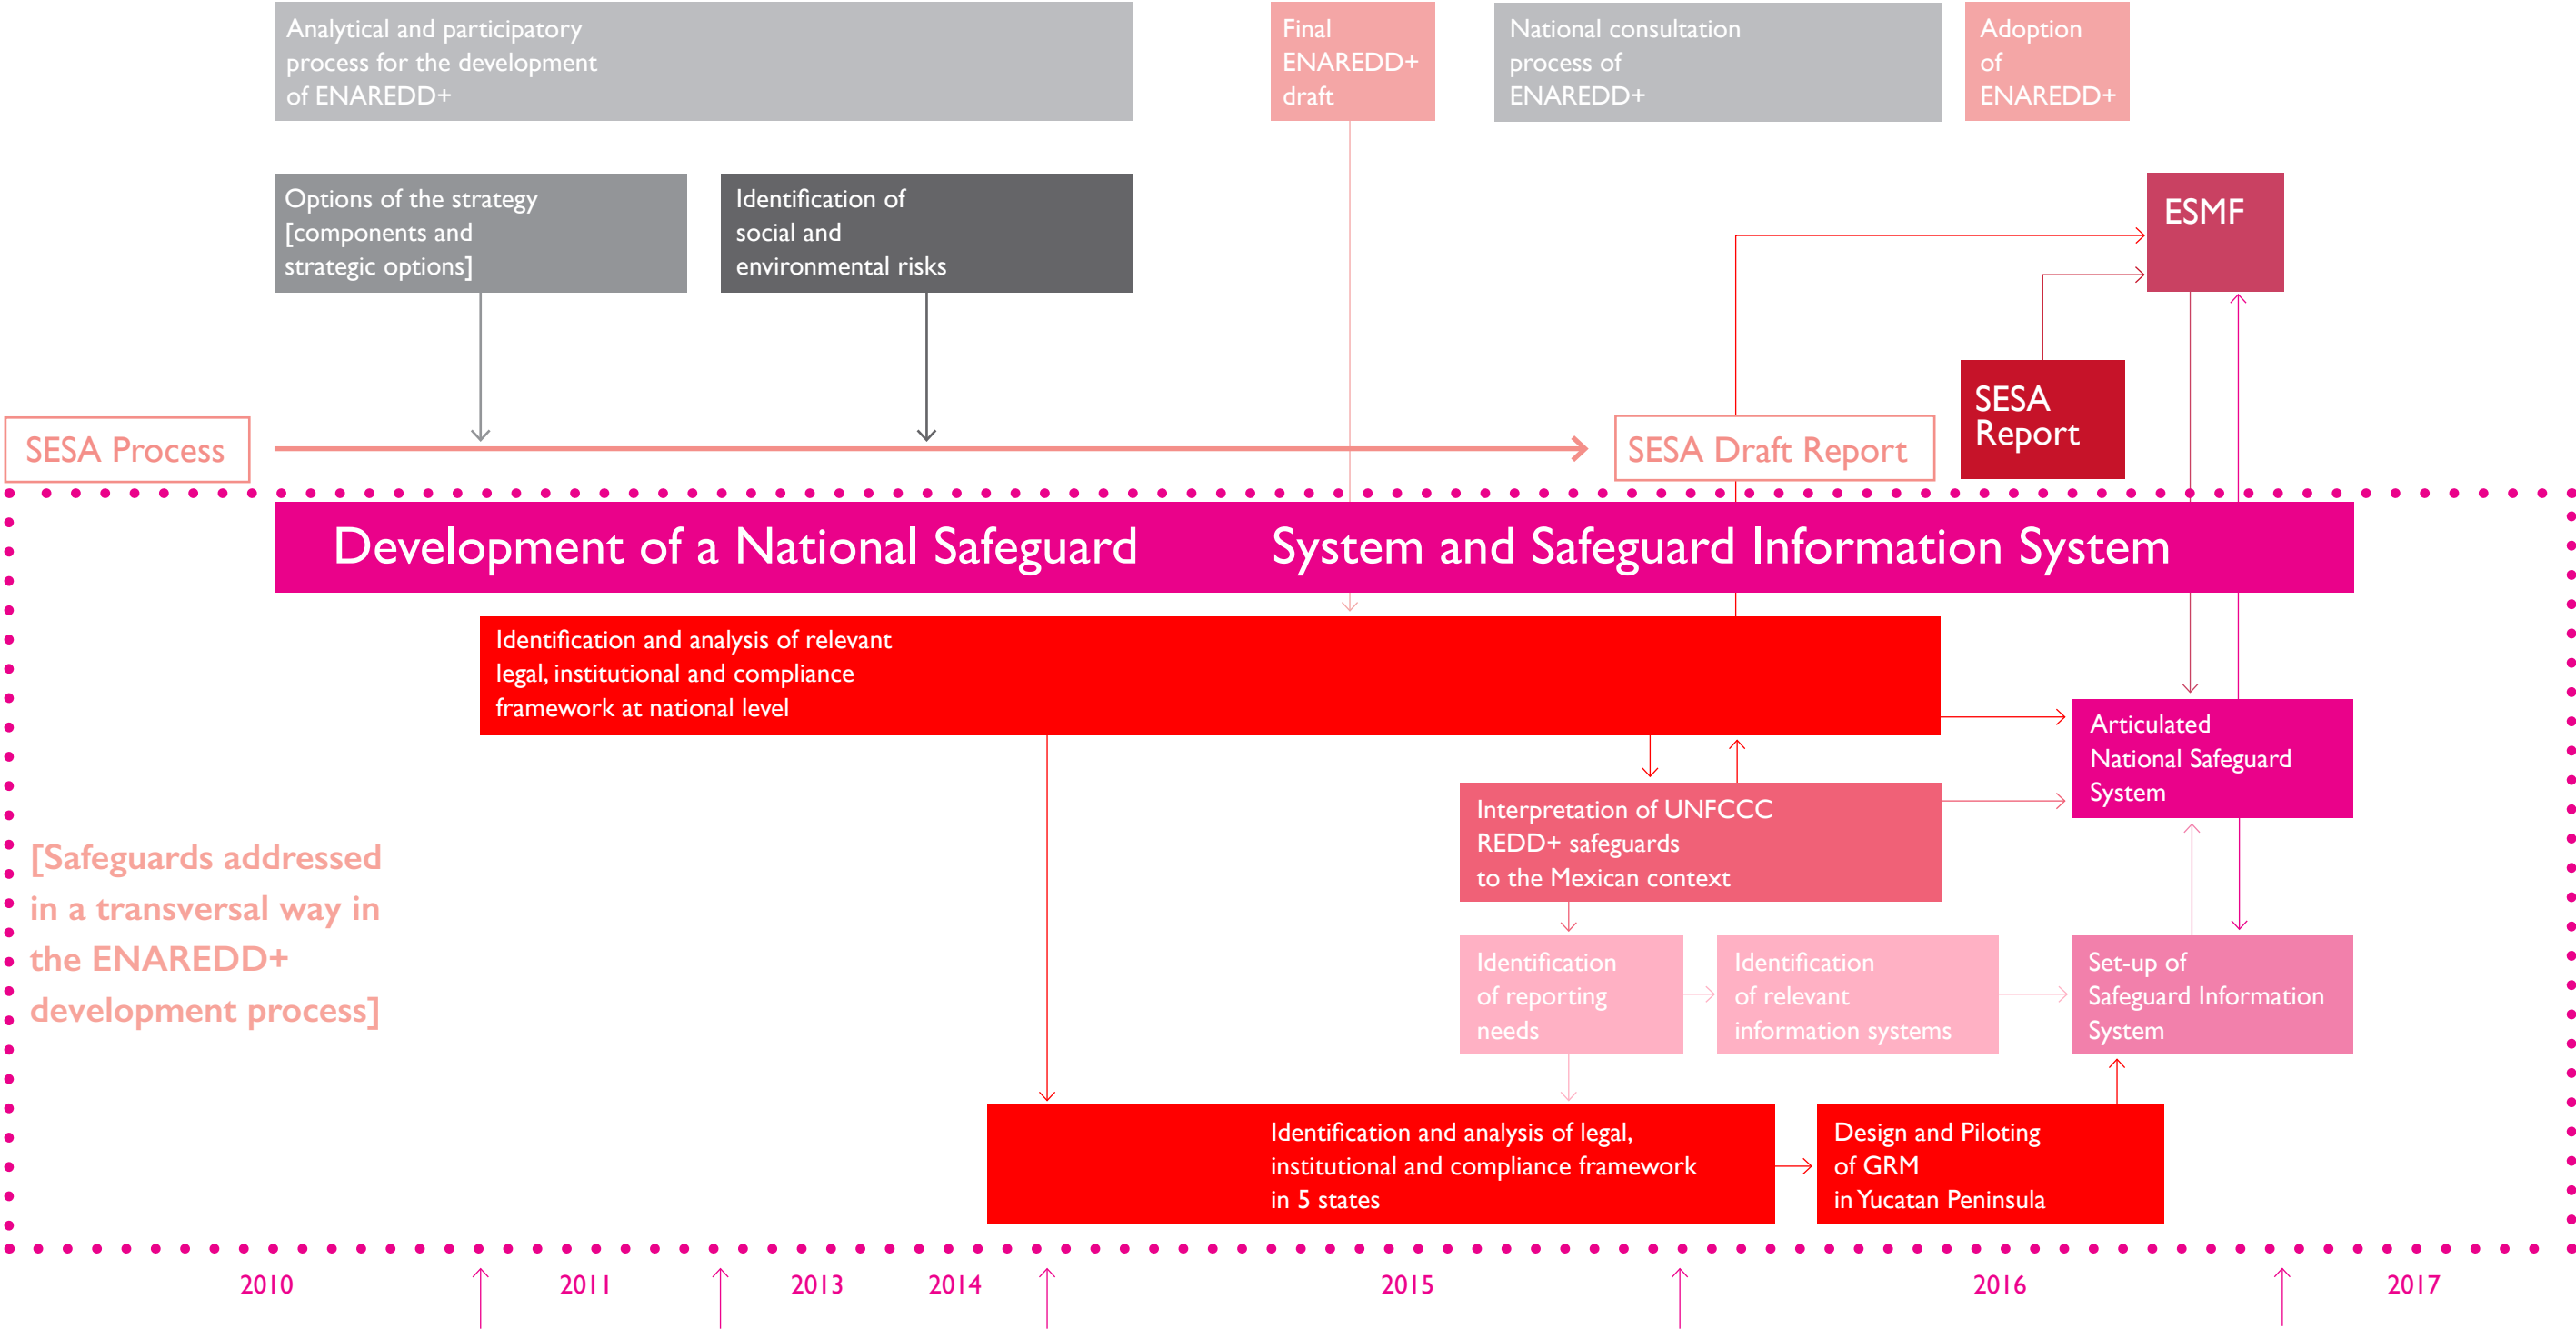 Analytical and participatory
process for the development
of ENAREDD+
Final
ENAREDD+
draft
National consultation
process of
ENAREDD+
Adoption
of
ENAREDD+
Options of the strategy
[components and
strategic options]
Identification of
social and
environmental risks
ESMF
SESA
Report
SESA Process
SESA Draft Report
Development of a National Safeguard System and Safeguard Information System
Identification and analysis of relevant
legal, institutional and compliance
framework at national level
Articulated
National Safeguard
System
Interpretation of UNFCCC
REDD+ safeguards
to the Mexican context
[Safeguards addressed
in a transversal way in
the ENAREDD+
development process]
Identification
of reporting
needs
Identification
of relevant
information systems
Set-up of
Safeguard Information
System
Identification and analysis of legal,
institutional and compliance framework
in 5 states
Design and Piloting
of GRM
in Yucatan Peninsula
2010 2011 2013 2014 2015 2016 2017